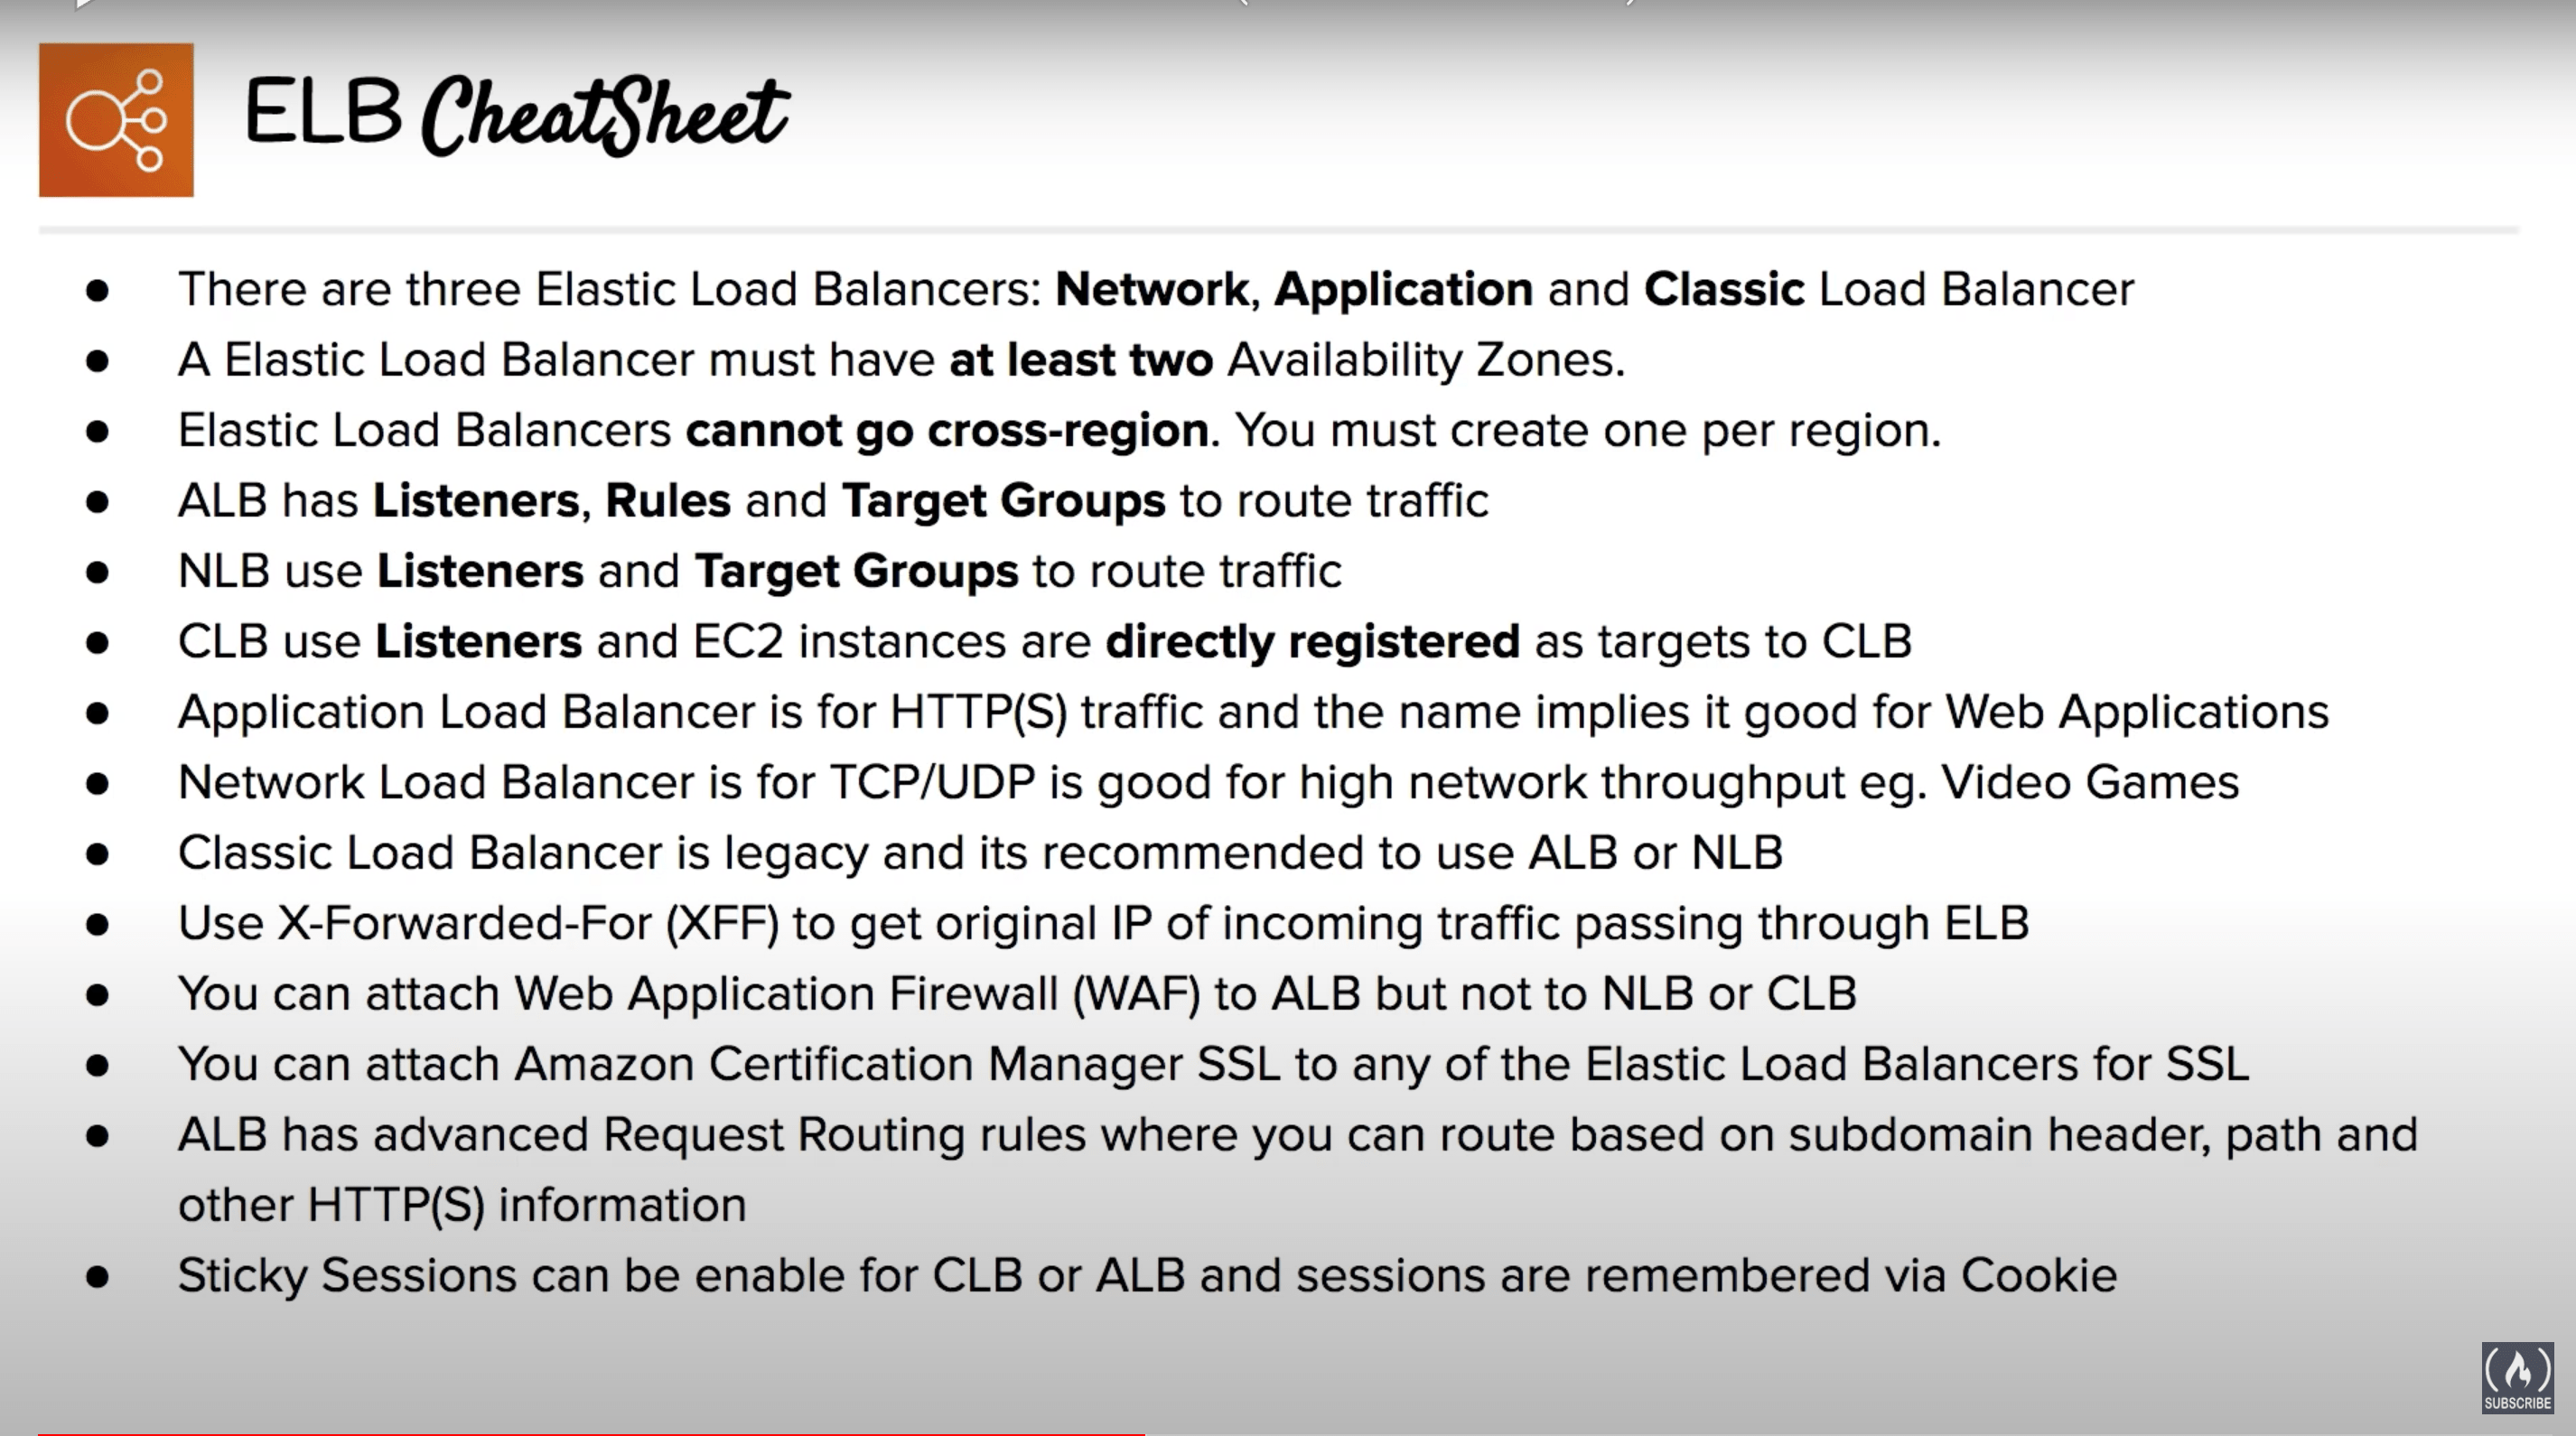 ELB CheatSheet
● There are three Elastic Load Balancers: Network, Application and Classic Load Balancer
● A Elastic Load Balancer must have at least two Availability Zones.
● Elastic Load Balancers cannot go cross-region. You must create one per region.
● ALB has Listeners, Rules and Target Groups to route traffic
● NLB use Listeners and Target Groups to route traffic
● CLB use Listeners and EC2 instances are directly registered as targets to CLB
● Application Load Balancer is for HTTP(S) traffic and the name implies it good for Web Applications
● Network Load Balancer is for TCP/UDP is good for high network throughput eg. Video Games
● Classic Load Balancer is legacy and its recommended to use ALB or NLB
● Use X-Forwarded-For (XFF) to get original IP of incoming traffic passing through ELB
● You can attach Web Application Firewall (WAF) to ALB but not to NLB or CLB
● You can attach Amazon Certification Manager SSL to any of the Elastic Load Balancers for SSL
● ALB has advanced Request Routing rules where you can route based on subdomain header, path and
other HTTP(S) information
● Sticky Sessions can be enable for CLB or ALB and sessions are remembered via Cookie
SUBSCRIBE